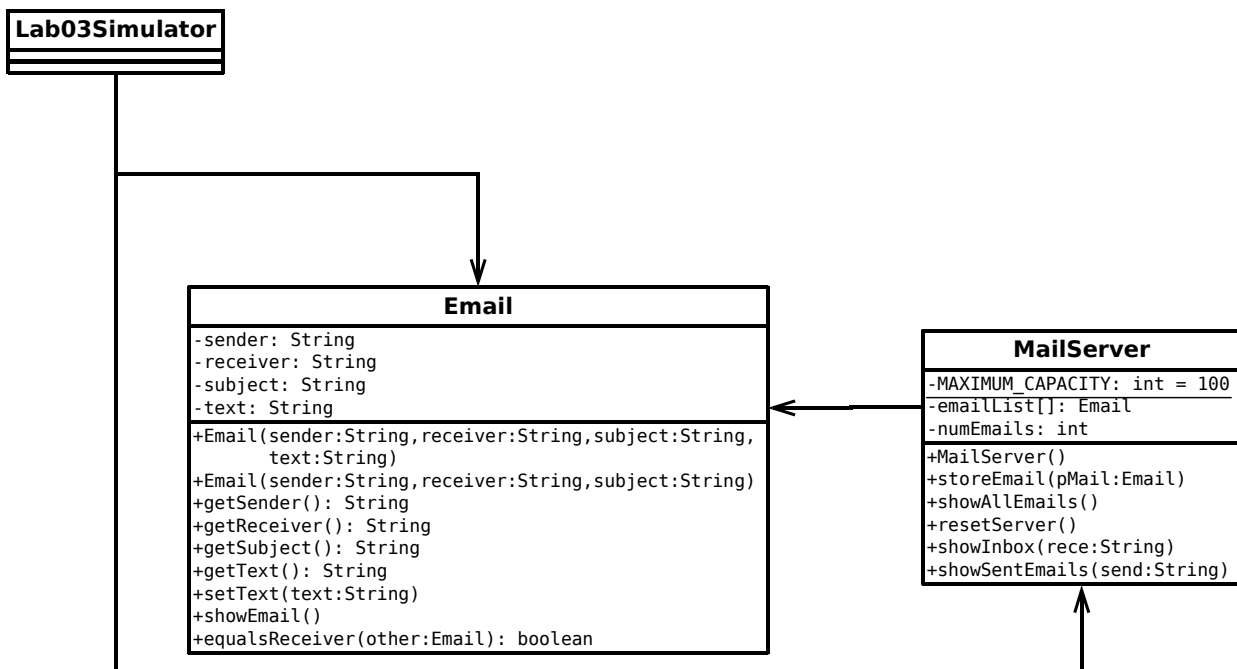 Lab03Simulator
Email
-sender: String
-receiver: String
-subject: String
-text: String
+Email(sender:String,receiver:String,subject:String,
text:String)
+Email(sender:String,receiver:String,subject:String)
+getSender(): String
+getReceiver(): String
+getSubject(): String
+getText(): String
+setText(text:String)
+showEmail()
+equalsReceiver(other:Email): boolean
MailServer
-MAXIMUM_CAPACITY: int = 100
-emailList[]: Email
-numEmails: int
+MailServer()
+storeEmail(pMail:Email)
+showAllEmails()
+resetServer()
+showInbox(rece:String)
+showSentEmails(send:String)